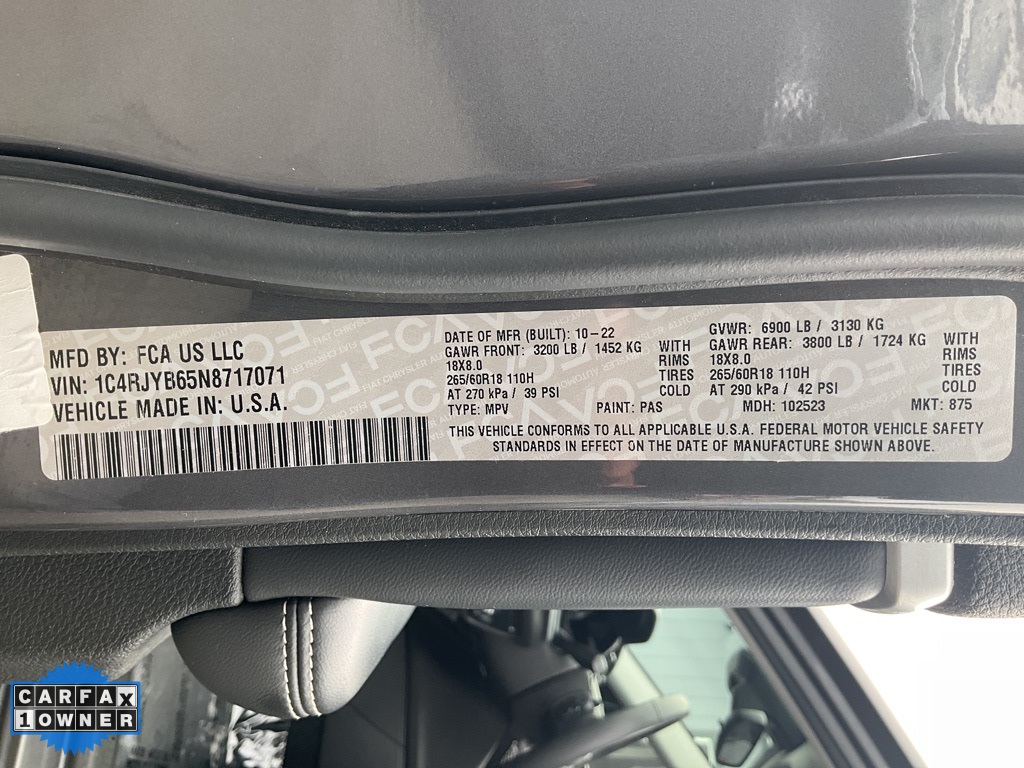 MFD BY: FCA US LLC
VIN: 1C4RJYB65N8717071
VEHICLE MADE IN: U.S.A.
DATE OF MFR (BUILT): 10-22
GAWR FRONT: 3200 LB / 1452 KG WITH
18X8.0 RIMS
265/60R18 110H TIRES
AT 270 kPa / 39 PSI COLD
GVWR: 6900 LB / 3130 KG
GAWR REAR: 3800 LB / 1724 KG WITH
18X8.0 RIMS
265/60R18 110H TIRES
AT 290 kPa / 42 PSI COLD
TYPE: MPV PAINT: PAS MDH: 102523 MKT: 875
THIS VEHICLE CONFORMS TO ALL APPLICABLE U.S.A. FEDERAL MOTOR VEHICLE SAFETY
STANDARDS IN EFFECT ON THE DATE OF MANUFACTURE SHOWN ABOVE.
CARFAX
1 OWNER